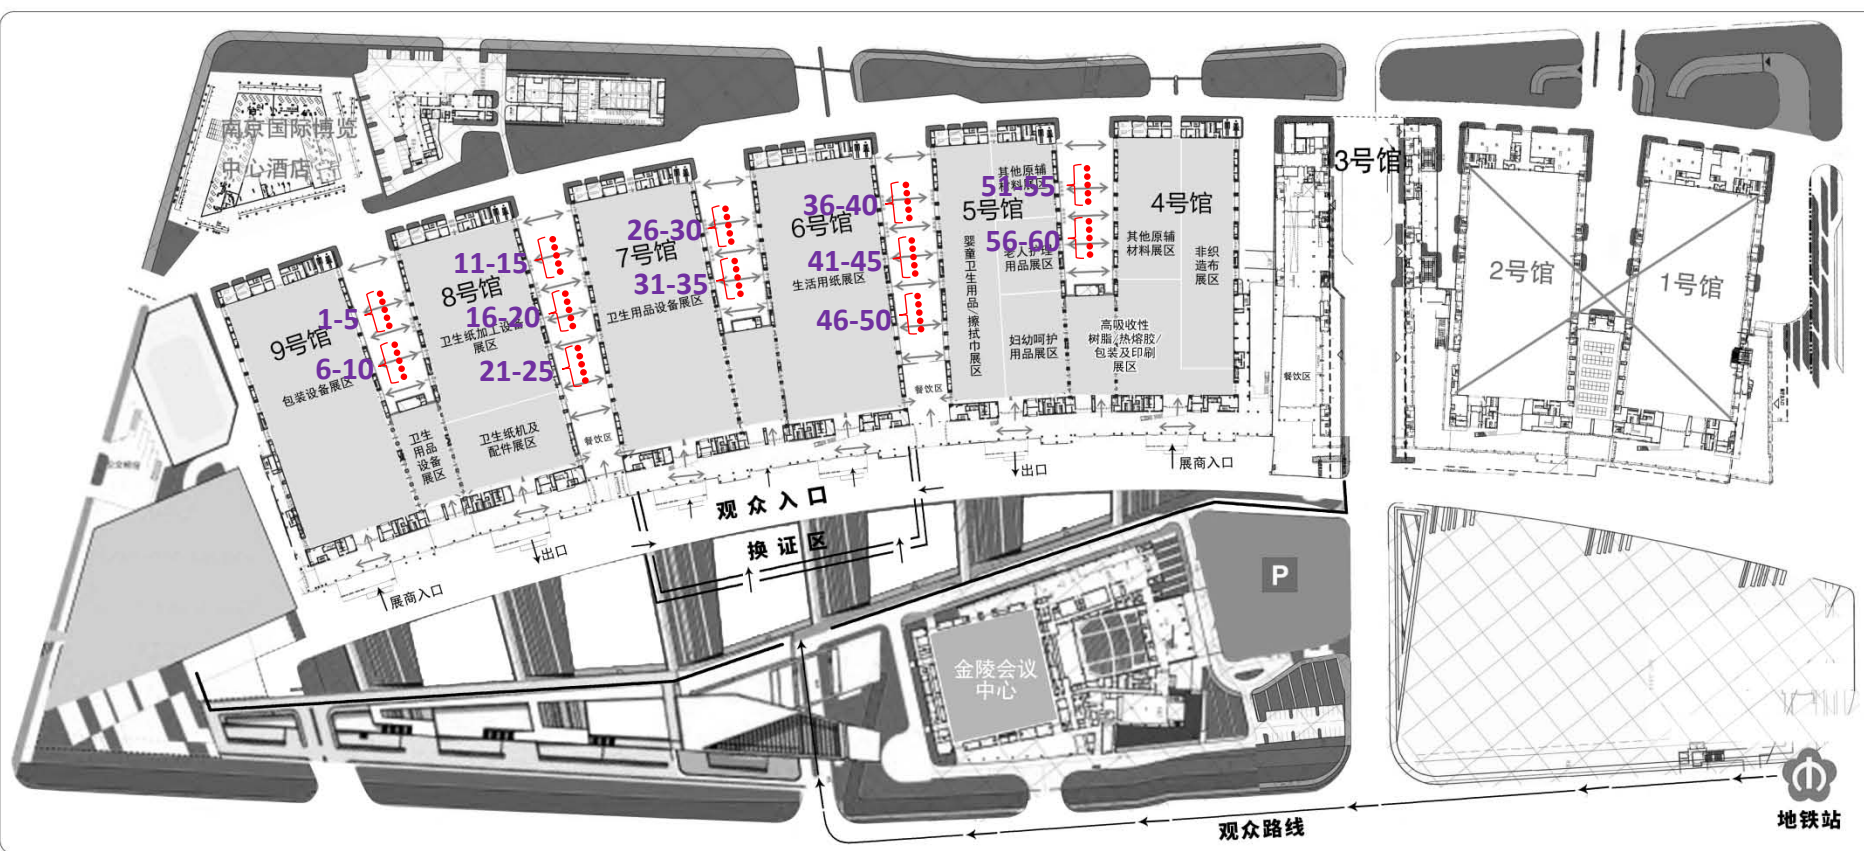 南京国际博览
中心酒店
9号馆
包装设备展区
1-5
6-10
8号馆
卫生纸加工设备
展区
卫生
用品
设备
展区
卫生纸机及
配件展区
11-15
16-20
21-25
餐饮区
7号馆
卫生用品设备展区
26-30
31-35
6号馆
生活用纸展区
36-40
41-45
46-50
餐饮区
5号馆
婴童卫生用品/擦拭巾展区
其他原辅
材料展区
老人护理
用品展区
妇幼呵护
用品展区
51-55
56-60
4号馆
其他原辅
材料展区
非织
造布
展区
高吸收性
树脂/热熔胶/
包装及印刷
展区
餐饮区
3号馆
2号馆
1号馆
展商入口
出口
观众入口
换证区
出口
展商入口
P
金陵会议
中心
观众路线
地铁站